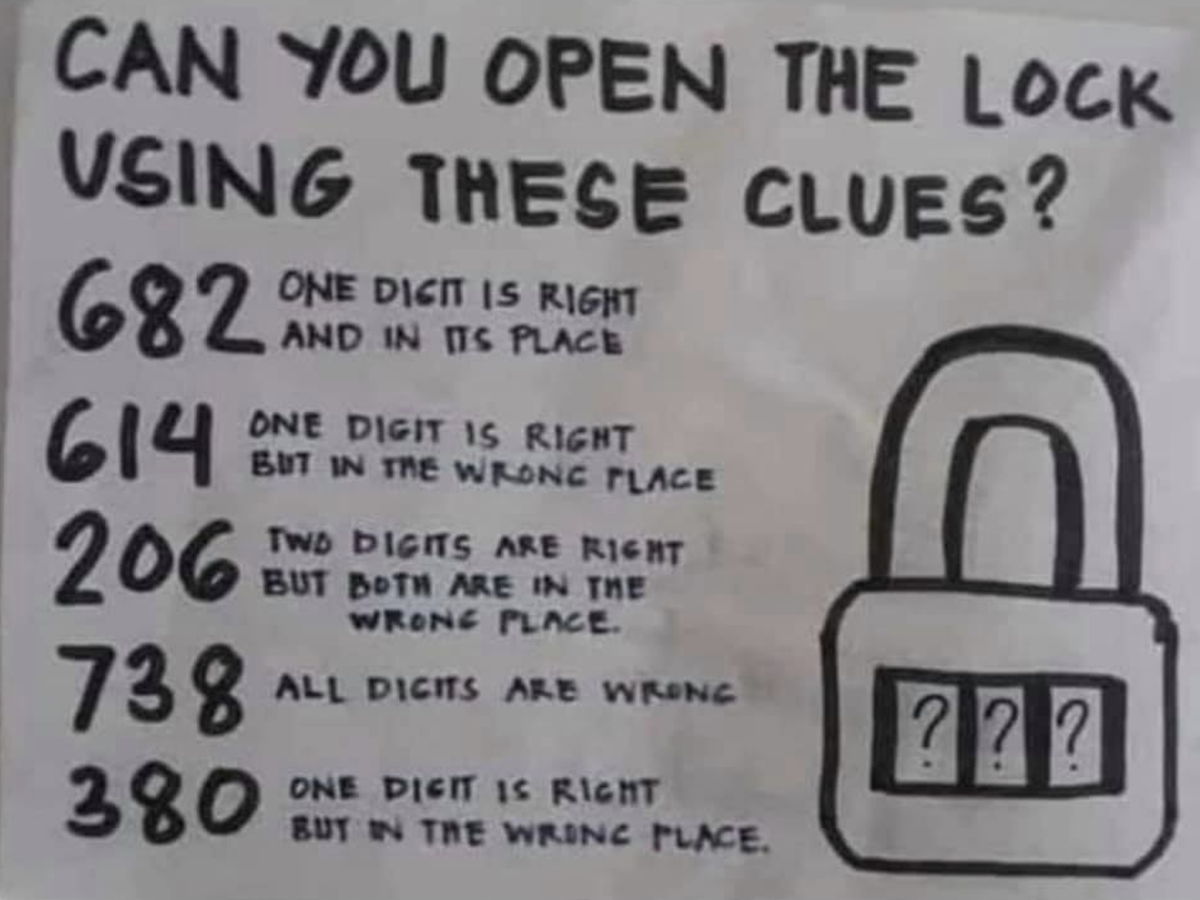 CAN YOU OPEN THE LOCK
USING THESE CLUES?
682 ONE DIGIT IS RIGHT
AND IN ITS PLACE
614 ONE DIGIT IS RIGHT
BUT IN THE WRONG PLACE
206 TWO DIGITS ARE RIGHT
BUT BOTH ARE IN THE
WRONG PLACE.
738 ALL DIGITS ARE WRONG
380 ONE DIGIT IS RIGHT
BUT IN THE WRONG PLACE.
? ? ?